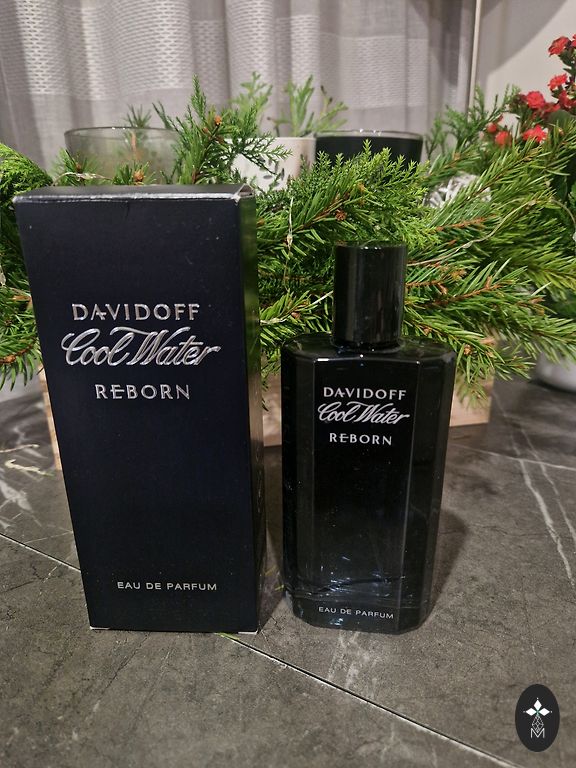 DAVIDOFF
Cool Water
REBORN
EAU DE PARFUM
DAVIDOFF
Cool Water
REBORN
EAU DE PARFUM
M